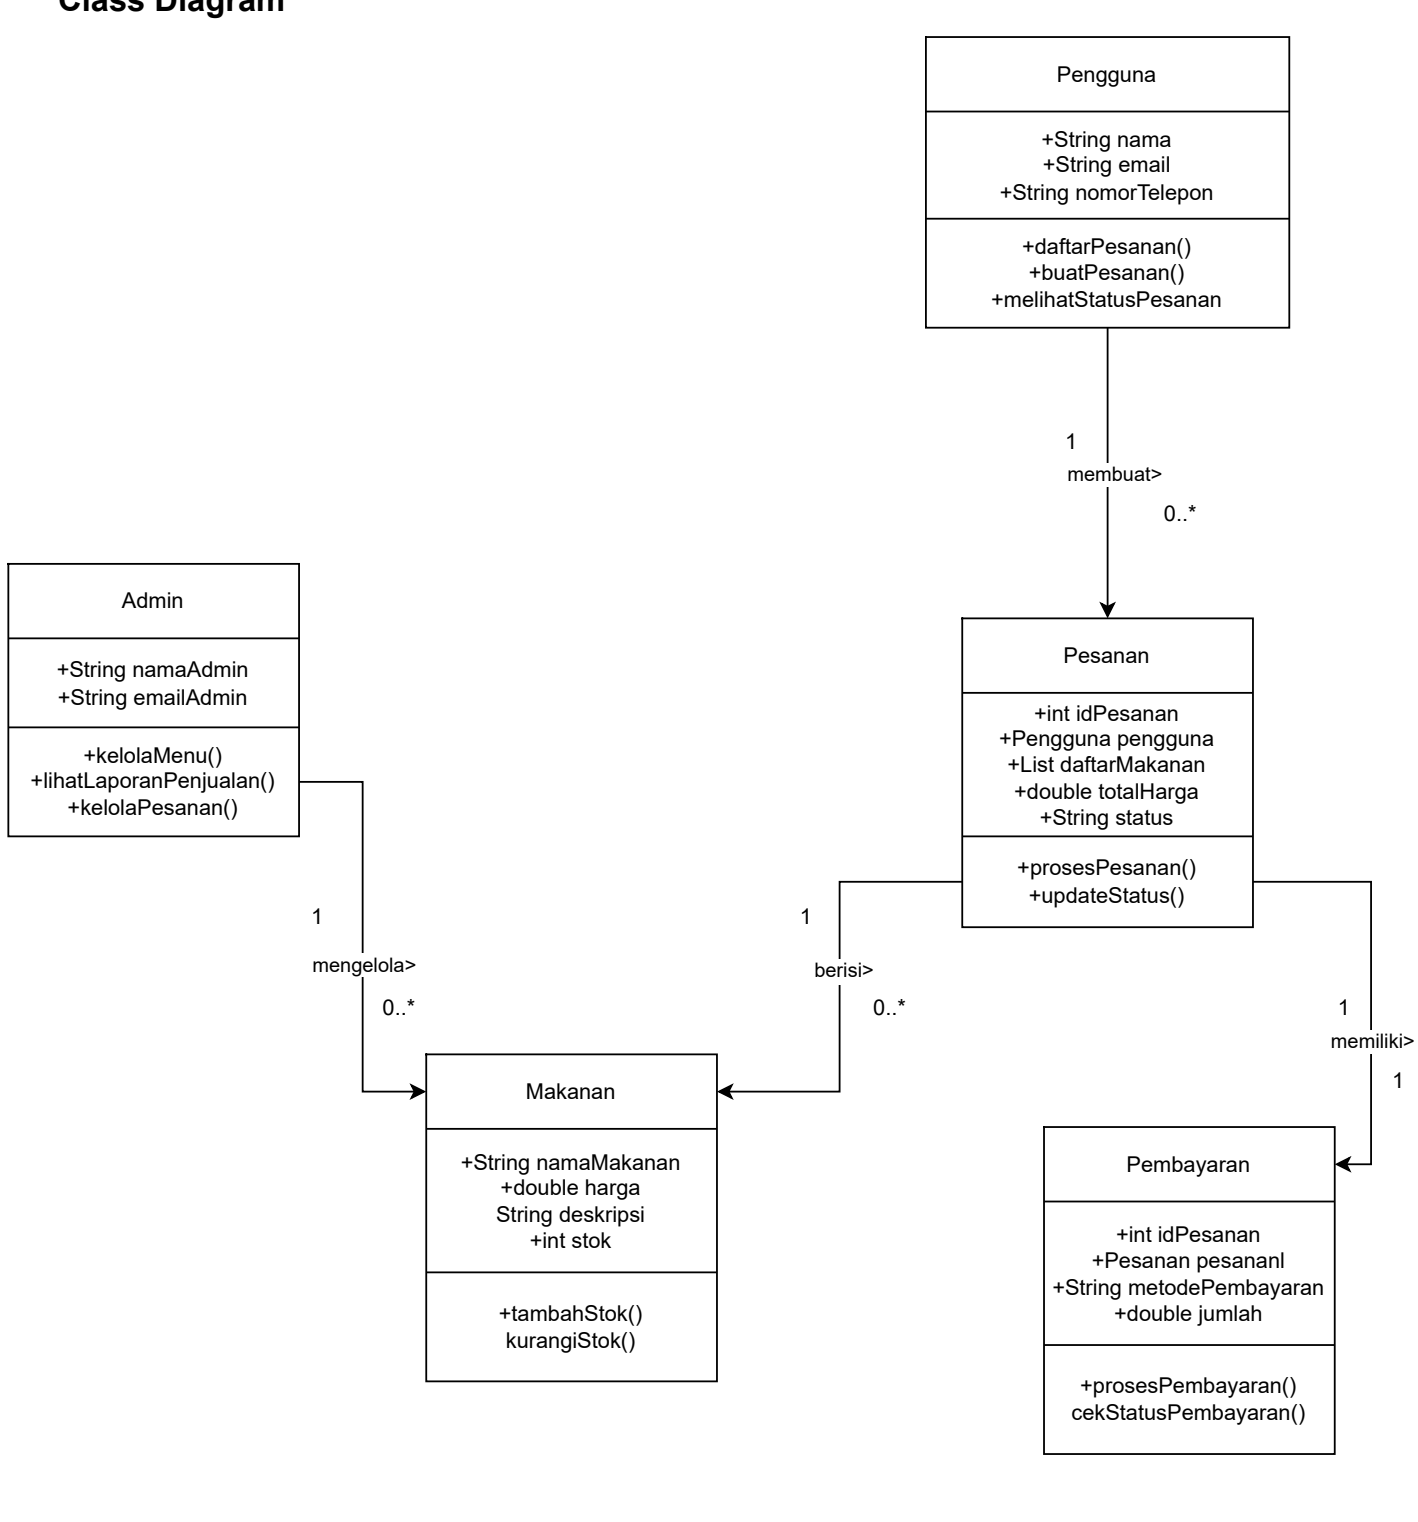 Class Diagram
Pengguna
+String nama
+String email
+String nomorTelepon
+daftarPesanan()
+buatPesanan()
+melihatStatusPesanan
1
membuat>
0..*
Admin
+String namaAdmin
+String emailAdmin
+kelolaMenu()
+lihatLaporanPenjualan()
+kelolaPesanan()
Pesanan
+int idPesanan
+Pengguna pengguna
+List daftarMakanan
+double totalHarga
+String status
+prosesPesanan()
+updateStatus()
1
mengelola>
0..*
1
berisi>
0..*
1
memiliki>
1
Makanan
+String namaMakanan
+double harga
String deskripsi
+int stok
+tambahStok()
kurangiStok()
Pembayaran
+int idPesanan
+Pesanan pesananl
+String metodePembayaran
+double jumlah
+prosesPembayaran()
cekStatusPembayaran()